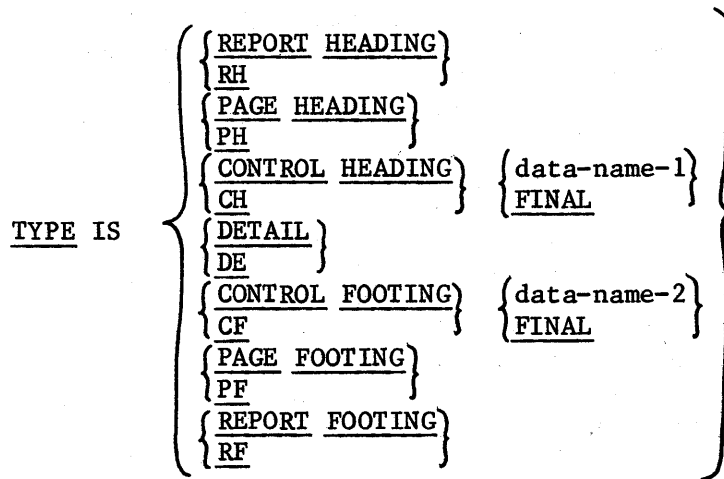 REPORT HEADING
RH
PAGE HEADING
PH
CONTROL HEADING data-name-1
CH FINAL
TYPE IS DETAIL
DE
CONTROL FOOTING data-name-2
CF FINAL
PAGE FOOTING
PF
REPORT FOOTING
RF